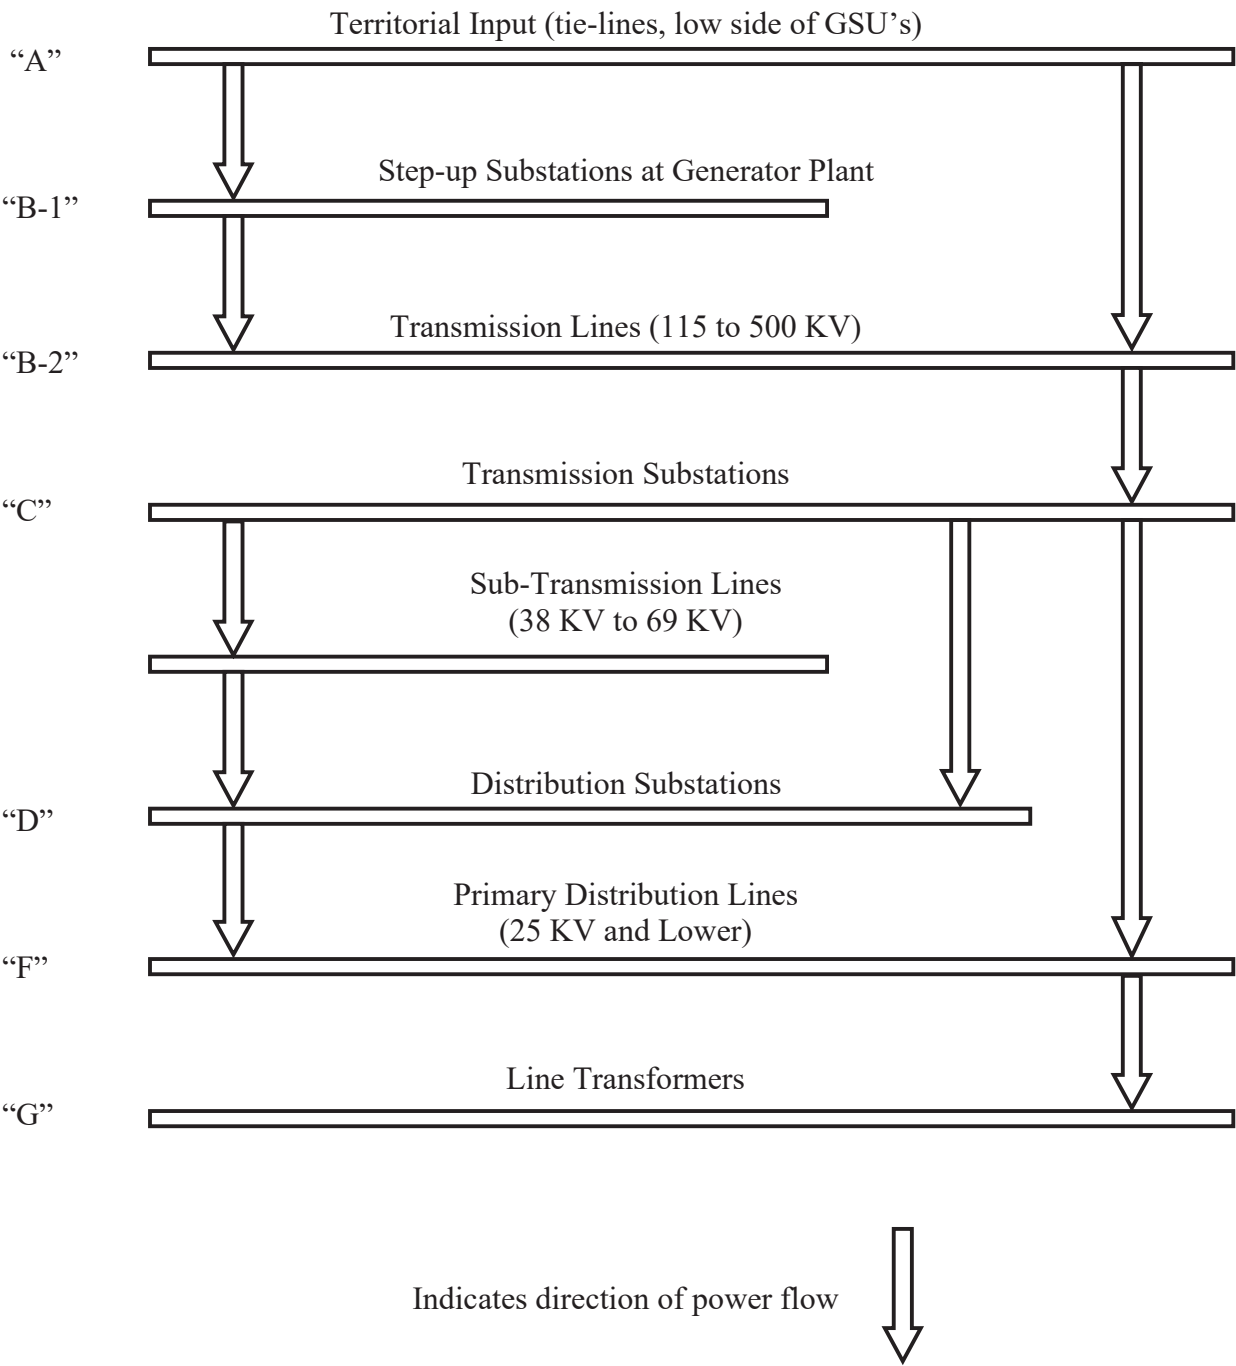 Territorial Input (tie-lines, low side of GSU’s)
“A”
Step-up Substations at Generator Plant
“B-1”
Transmission Lines (115 to 500 KV)
“B-2”
Transmission Substations
“C”
Sub-Transmission Lines
(38 KV to 69 KV)
Distribution Substations
“D”
Primary Distribution Lines
(25 KV and Lower)
“F”
Line Transformers
“G”
Indicates direction of power flow